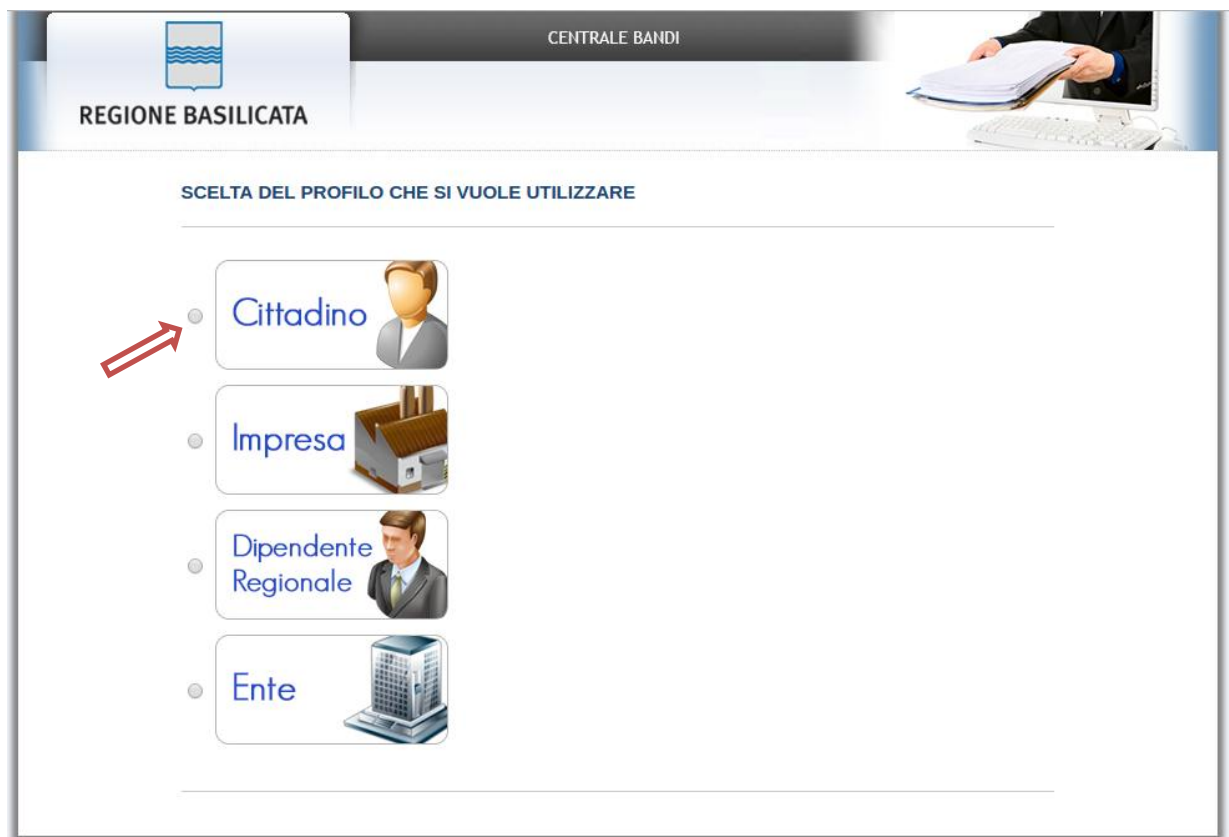 CENTRALE BANDI
REGIONE BASILICATA
SCELTA DEL PROFILO CHE SI VUOLE UTILIZZARE
Cittadino
Impresa
Dipendente
Regionale
Ente